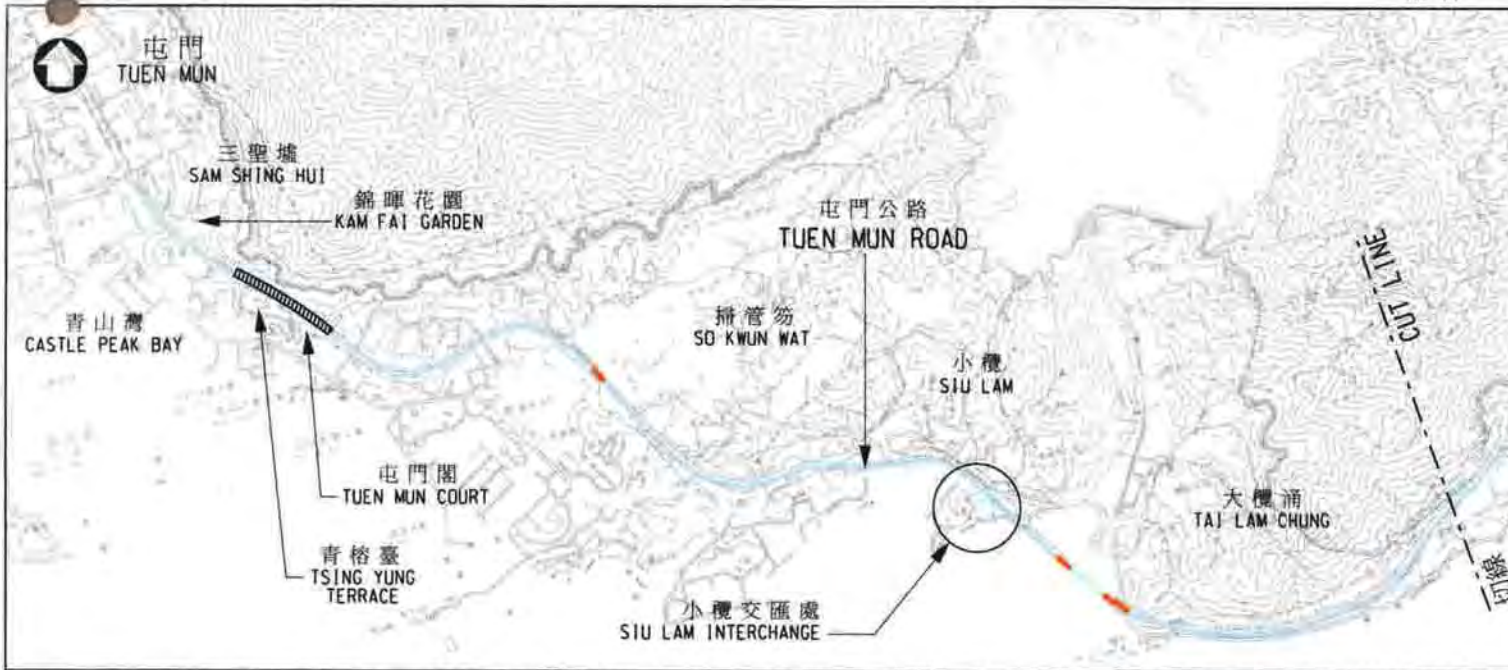 屯門
TUEN MUN
三聖墟
SAM SHING HUI
錦暉花園
KAM FAI GARDEN
屯門公路
TUEN MUN ROAD
青山灣
CASTLE PEAK BAY
掃管笏
SO KWUN WAT
小欖
SIU LAM
CUT LINE
切線
屯門閣
TUEN MUN COURT
大欖涌
TAI LAM CHUNG
青榕臺
TSING YUNG
TERRACE
小欖交匯處
SIU LAM INTERCHANGE